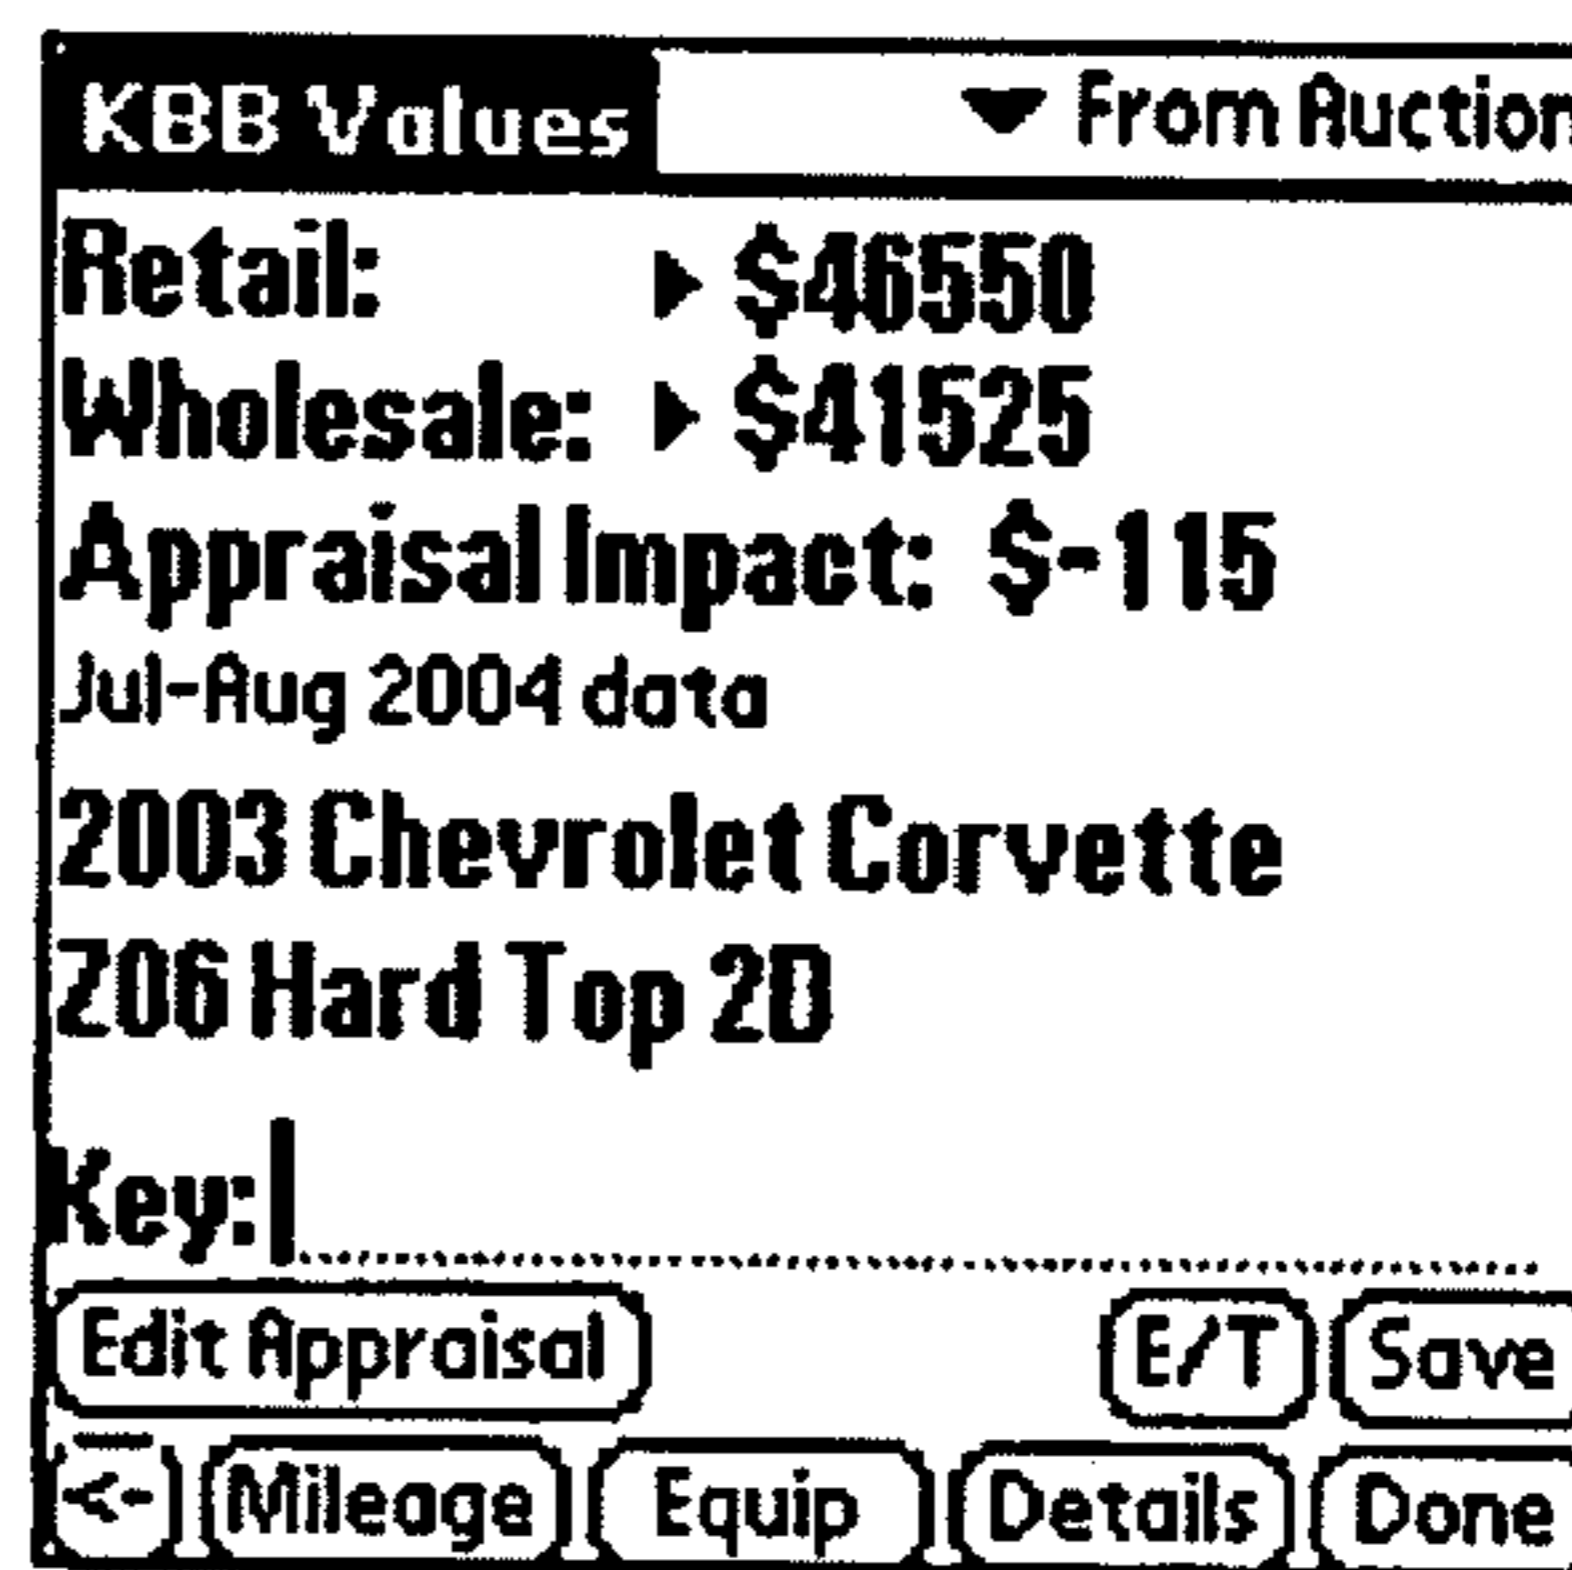 KBB Values ▼ From Auction
Retail: ▶ $46550
Wholesale: ▶ $41525
Appraisal Impact: $-115
Jul-Aug 2004 data
2003 Chevrolet Corvette
Z06 Hard Top 2D
Key:
Edit Appraisal E/T Save
<- Mileage Equip Details Done